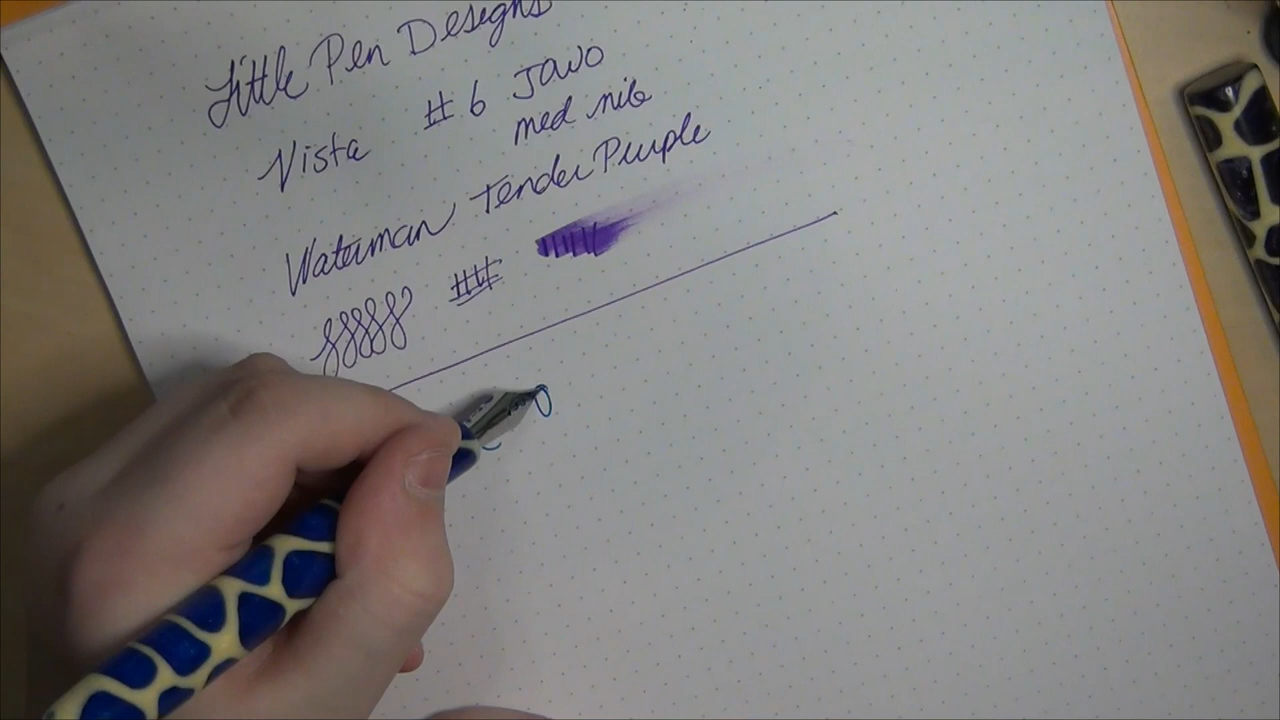 Little Pen Designs
Vista # 6 JOWO
med nib
Waterman Tender Purple